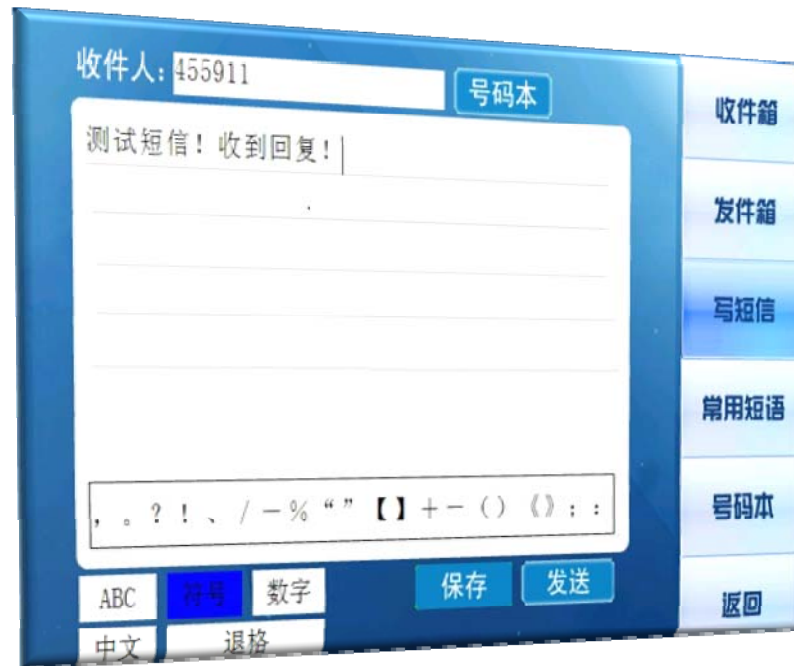 收件人: 455911
号码本
测试短信！收到回复！
，。？！、/－％“”【】＋－（）《》；：
ABC 符号 数字
保存 发送
中文 退格
收件箱
发件箱
写短信
常用短语
号码本
返回